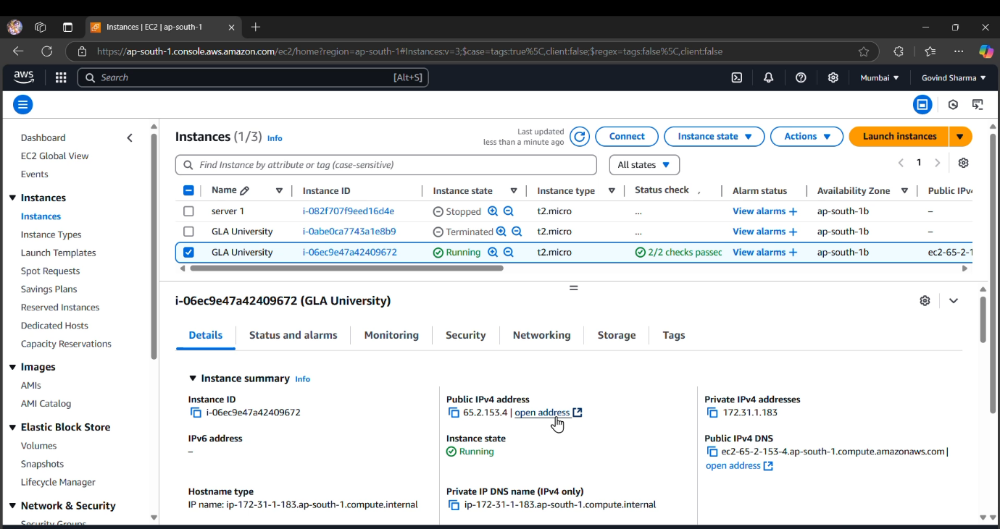 Instances | EC2 | ap-south-1
https://ap-south-1.console.aws.amazon.com/ec2/home?region=ap-south-1#Instances:v=3;$case=tags:true%5C,client:false;$regex=tags:false%5C,client:false
aws
Search [Alt+S]
Mumbai
Govind Sharma
Dashboard
EC2 Global View
Events
Instances
Instances
Instance Types
Launch Templates
Spot Requests
Savings Plans
Reserved Instances
Dedicated Hosts
Capacity Reservations
Images
AMIs
AMI Catalog
Elastic Block Store
Volumes
Snapshots
Lifecycle Manager
Network & Security
Security Groups
Instances (1/3) Info
Last updated
less than a minute ago
Connect
Instance state
Actions
Launch instances
Find Instance by attribute or tag (case-sensitive)
All states
1
Name Instance ID Instance state Instance type Status check Alarm status Availability Zone Public IPv
server 1 i-082f707f9eed16d4e Stopped t2.micro ... View alarms + ap-south-1b –
GLA University i-0abe0ca7743a1e8b9 Terminated t2.micro ... View alarms + ap-south-1b –
GLA University i-06ec9e47a42409672 Running t2.micro 2/2 checks passec View alarms + ap-south-1b ec2-65-2-1
i-06ec9e47a42409672 (GLA University)
Details Status and alarms Monitoring Security Networking Storage Tags
Instance summary Info
Instance ID
i-06ec9e47a42409672
Public IPv4 address
65.2.153.4 | open address
Private IPv4 addresses
172.31.1.183
IPv6 address
–
Instance state
Running
Public IPv4 DNS
ec2-65-2-153-4.ap-south-1.compute.amazonaws.com |
open address
Hostname type
IP name: ip-172-31-1-183.ap-south-1.compute.internal
Private IP DNS name (IPv4 only)
ip-172-31-1-183.ap-south-1.compute.internal